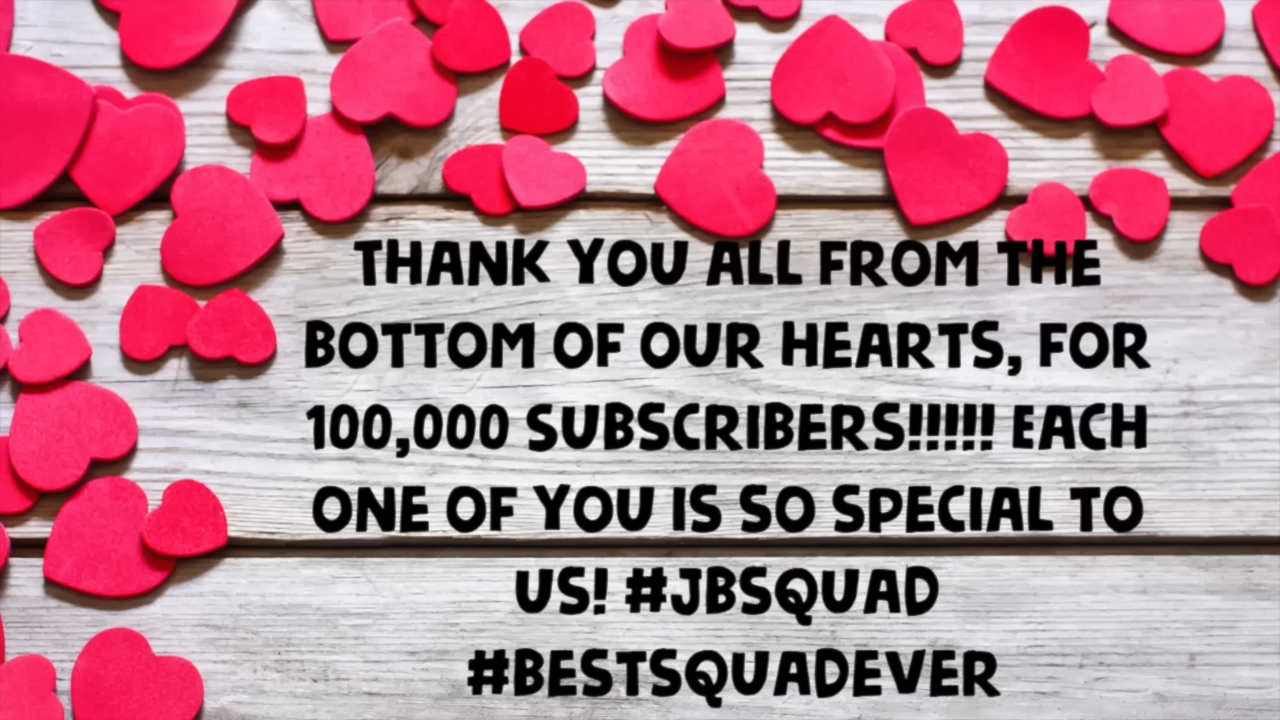 THANK YOU ALL FROM THE
BOTTOM OF OUR HEARTS, FOR
100,000 SUBSCRIBERS!!!!! EACH
ONE OF YOU IS SO SPECIAL TO
US! #JBSQUAD
#BESTSQUADEVER